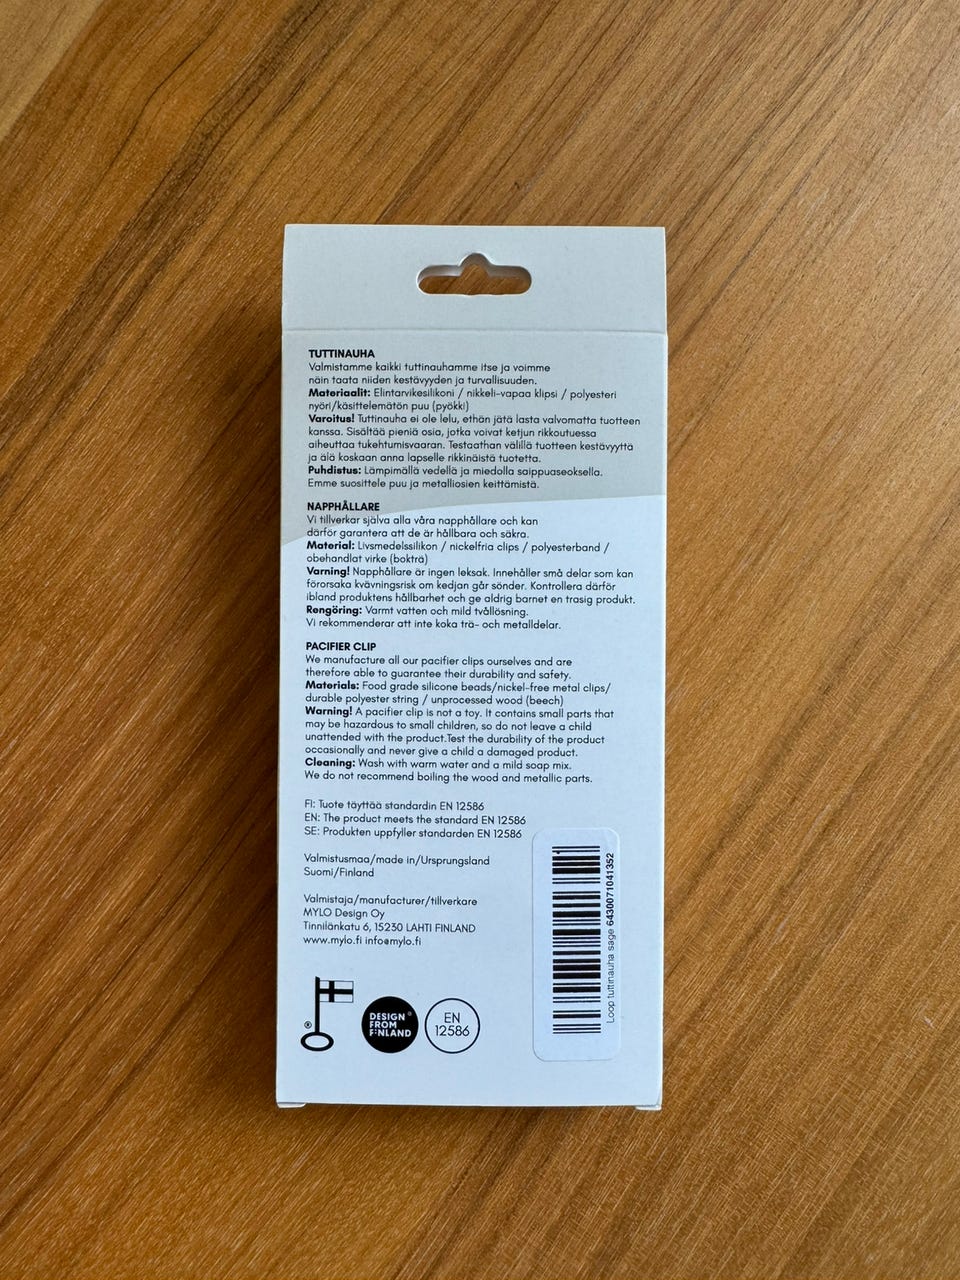 TUTTINAUHA
Valmistamme kaikki tuttinauhamme itse ja voimme
näin taata niiden kestävyyden ja turvallisuuden.
Materiaalit: Elintarvikesilikoni / nikkeli-vapaa klipsi / polyesteri
nyöri/käsittelemätön puu (pyökki)
Varoitus! Tuttinauha ei ole lelu, ethän jätä lasta valvomatta tuotteen
kanssa. Sisältää pieniä osia, jotka voivat ketjun rikkoutuessa
aiheuttaa tukehtumisvaaran. Testaathan välillä tuotteen kestävyyttä
ja älä koskaan anna lapselle rikkinäistä tuotetta.
Puhdistus: Lämpimällä vedellä ja miedolla saippuaseoksella.
Emme suosittele puu ja metalliosien keittämistä.
NAPPHÅLLARE
Vi tillverkar själva alla våra napphållare och kan
därför garantera att de är hållbara och säkra.
Material: Livsmedelssilikon / nickelfria clips / polyesterband /
obehandlat virke (bokträ)
Varning! Napphållare är ingen leksak. Innehåller små delar som kan
förorsaka kvävningsrisk om kedjan går sönder. Kontrollera därför
ibland produktens hållbarhet och ge aldrig barnet en trasig produkt.
Rengöring: Varmt vatten och mild tvållösning.
Vi rekommenderar att inte koka trä- och metalldelar.
PACIFIER CLIP
We manufacture all our pacifier clips ourselves and are
therefore able to guarantee their durability and safety.
Materials: Food grade silicone beads/nickel-free metal clips/
durable polyester string / unprocessed wood (beech)
Warning! A pacifier clip is not a toy. It contains small parts that
may be hazardous to small children, so do not leave a child
unattended with the product.Test the durability of the product
occasionally and never give a child a damaged product.
Cleaning: Wash with warm water and a mild soap mix.
We do not recommend boiling the wood and metallic parts.
FI: Tuote täyttää standardin EN 12586
EN: The product meets the standard EN 12586
SE: Produkten uppfyller standarden EN 12586
Valmistusmaa/made in/Ursprungsland
Suomi/Finland
Valmistaja/manufacturer/tillverkare
MYLO Design Oy
Tinnilänkatu 6, 15230 LAHTI FINLAND
www.mylo.fi info@mylo.fi
®
DESIGN®
FROM
FINLAND
EN
12586
Loop tuttinauha sage 6430071041352